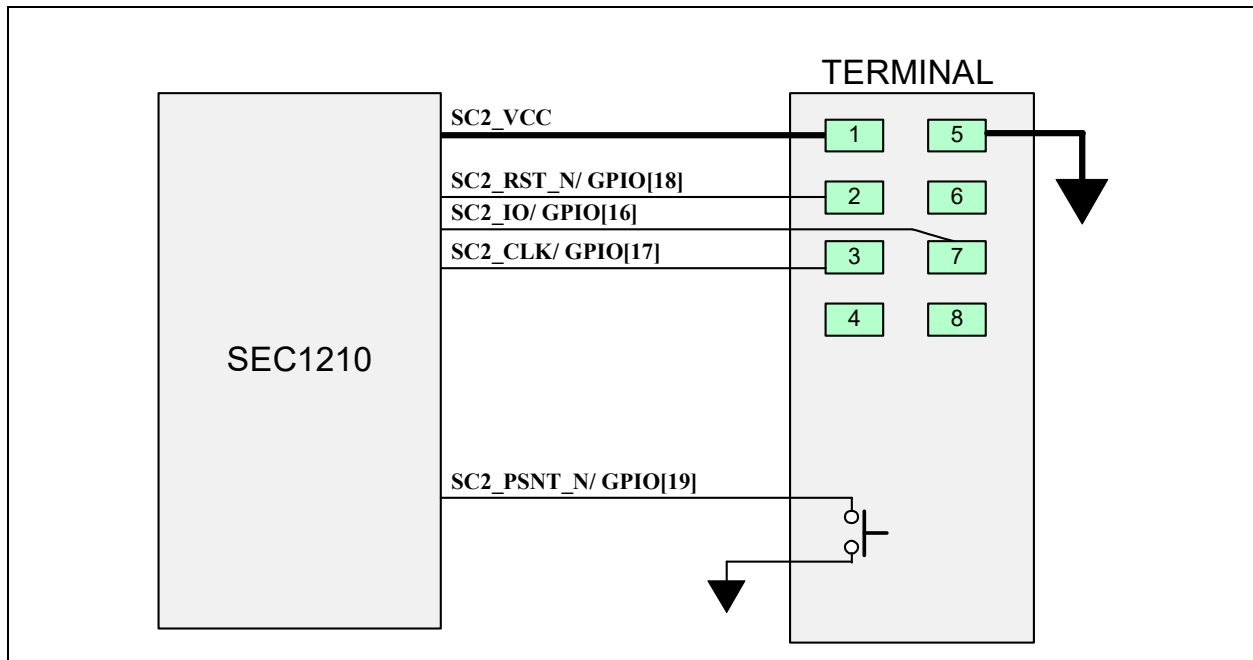 TERMINAL
SC2_VCC
1 5
SC2_RST_N/ GPIO[18]
2 6
SC2_IO/ GPIO[16]
SC2_CLK/ GPIO[17]
3 7
4 8
SEC1210
SC2_PSNT_N/ GPIO[19]